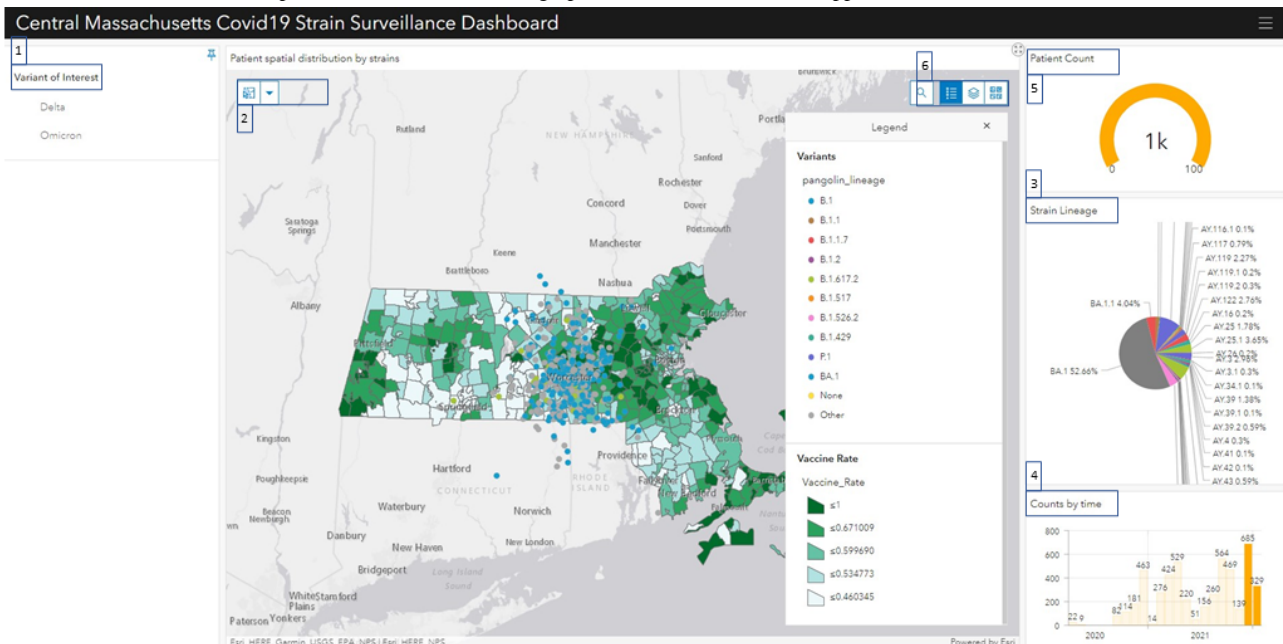 Central Massachusetts Covid19 Strain Surveillance Dashboard
1
Variant of Interest
Delta
Omicron
Patient spatial distribution by strains
2
6
Rutland
NEW HAMPSHIRE
Brunswick
Portla
Sanford
Rochester
Concord
Dover
Saratoga
Springs
Portsmouth
Manchester
Keene
Brattleboro
Nashua
Albany
Gloucester
Pittsfield
Worcester
Boston
Springfield
Brockton
Kingston
Providence
Plymouth
Cape
Cod B
Hartford
RHODE
ISLAND
Fall River
New Bedford
Falmouth
Poughkeepsie
CONNECTICUT
Waterbury
Norwich
Beacon
Newburgh
Danbury
New Haven
New London
Bridgeport
Long Island
Sound
White
Plains
Stamford
Paterson
Yonkers
Esri, HERE, Garmin, USGS, EPA, NPS | Esri, HERE, NPS
Powered by Esri
Legend
Variants
pangolin_lineage
B.1
B.1.1
B.1.1.7
B.1.2
B.1.617.2
B.1.517
B.1.526.2
B.1.429
P.1
BA.1
None
Other
Vaccine Rate
Vaccine_Rate
≤1
≤0.671009
≤0.599690
≤0.534773
≤0.460345
Patient Count
5
1k
0
100
3
Strain Lineage
AY.116.1 0.1%
AY.117 0.79%
AY.119 2.27%
AY.119.1 0.2%
AY.119.2 0.3%
AY.122 2.76%
AY.16 0.2%
AY.25 1.78%
AY.25.1 3.65%
AY.3.1 0.3%
AY.34.1 0.1%
AY.39 1.38%
AY.39.1 0.1%
AY.39.2 0.59%
AY.4 0.3%
AY.41 0.1%
AY.42 0.1%
AY.43 0.59%
BA.1.1 4.04%
BA.1 52.66%
4
Counts by time
800
600
400
200
0
22
9
82
114
181
463
14
276
424
529
220
51
156
260
564
469
139
685
329
2020
2021